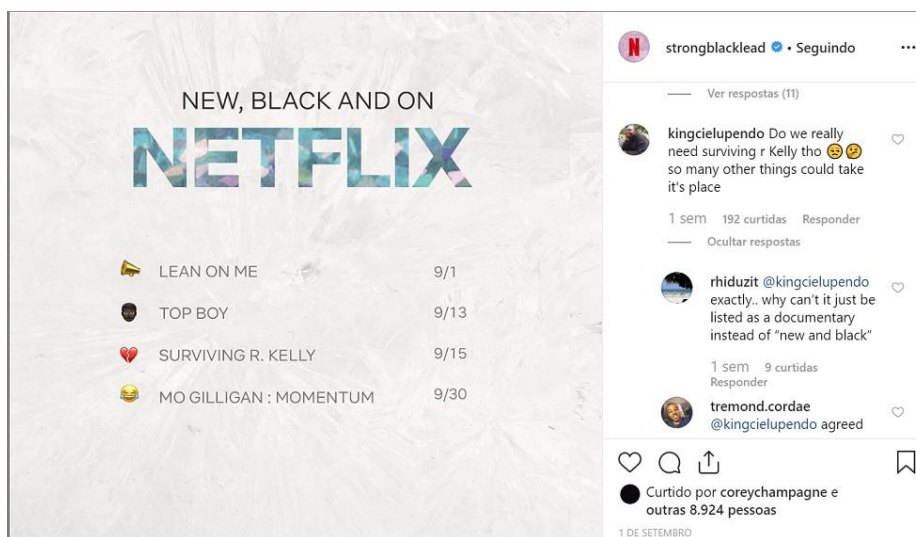 NEW, BLACK AND ON
NETFLIX
📣 LEAN ON ME 9/1
👨🏿 TOP BOY 9/13
💔 SURVIVING R. KELLY 9/15
😂 MO GILLIGAN : MOMENTUM 9/30
N
strongblacklead • Seguindo
Ver respostas (11)
kingcielupendo Do we really
need surviving r Kelly tho 😒🤔
so many other things could take
it's place
1 sem 192 curtidas Responder
Ocultar respostas
rhiduzit @kingcielupendo
exactly.. why can't it just be
listed as a documentary
instead of “new and black”
1 sem 9 curtidas
Responder
tremond.cordae
@kingcielupendo agreed
Curtido por coreychampagne e
outras 8.924 pessoas
1 DE SETEMBRO